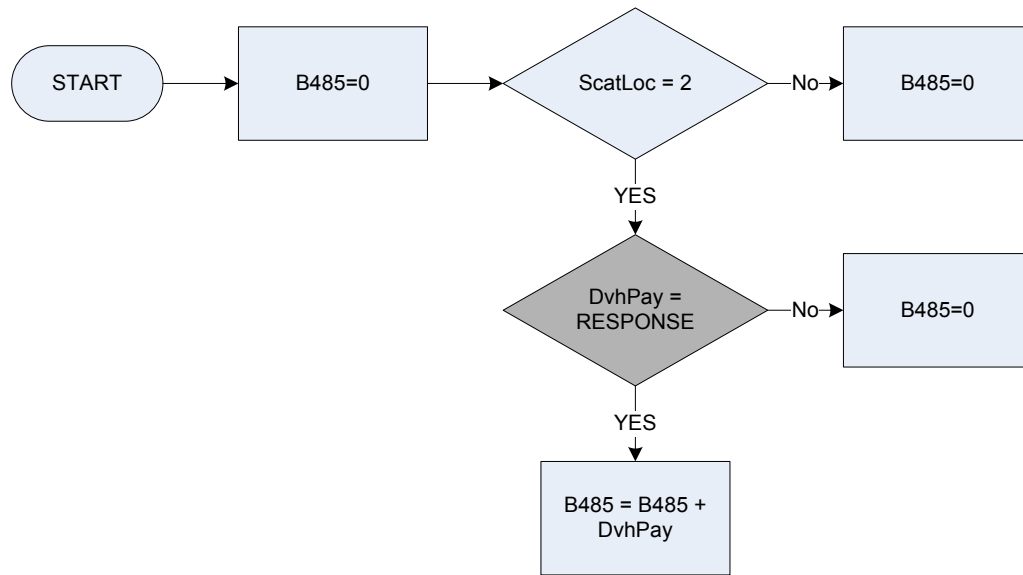 START
B485=0
ScatLoc = 2
No
B485=0
YES
DvhPay =
RESPONSE
No
B485=0
YES
B485 = B485 +
DvhPay